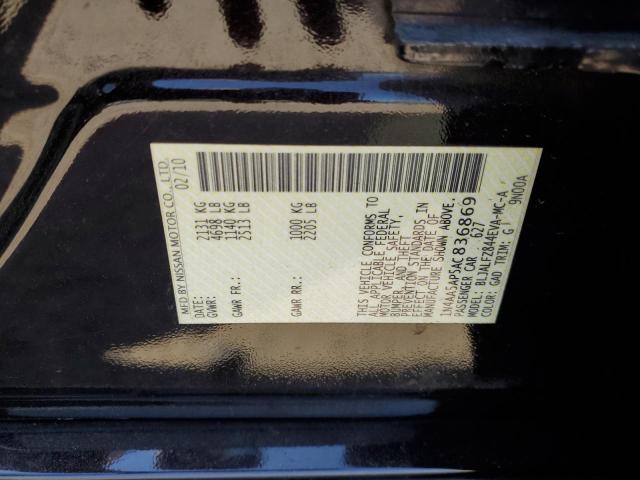 MFD BY NISSAN MOTOR CO., LTD.
DATE: 02/10
GVWR: 2131 KG
4698 LB
GAWR FR.: 1140 KG
2513 LB
GAWR RR.: 1000 KG
2205 LB
THIS VEHICLE CONFORMS TO
ALL APPLICABLE FEDERAL
MOTOR VEHICLE SAFETY,
BUMPER, AND THEFT
PREVENTION STANDARDS IN
EFFECT ON THE DATE OF
MANUFACTURE SHOWN ABOVE.
1N4AA5AP5AC836869
PASSENGER CAR 627
MODEL: BLJALFZ844EVA-MC-A
COLOR: GAD TRIM: G
9N00A